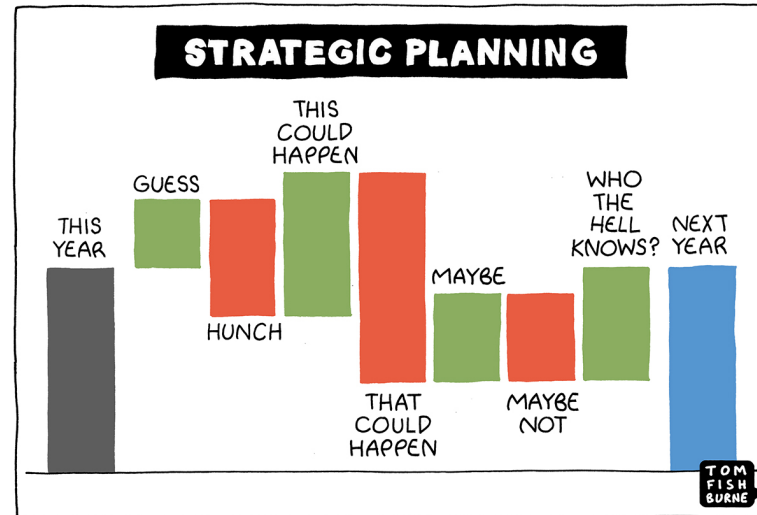 STRATEGIC PLANNING
THIS
YEAR
GUESS
HUNCH
THIS
COULD
HAPPEN
THAT
COULD
HAPPEN
MAYBE
MAYBE
NOT
WHO
THE
HELL
KNOWS?
NEXT
YEAR
TOM
FISH
BURNE